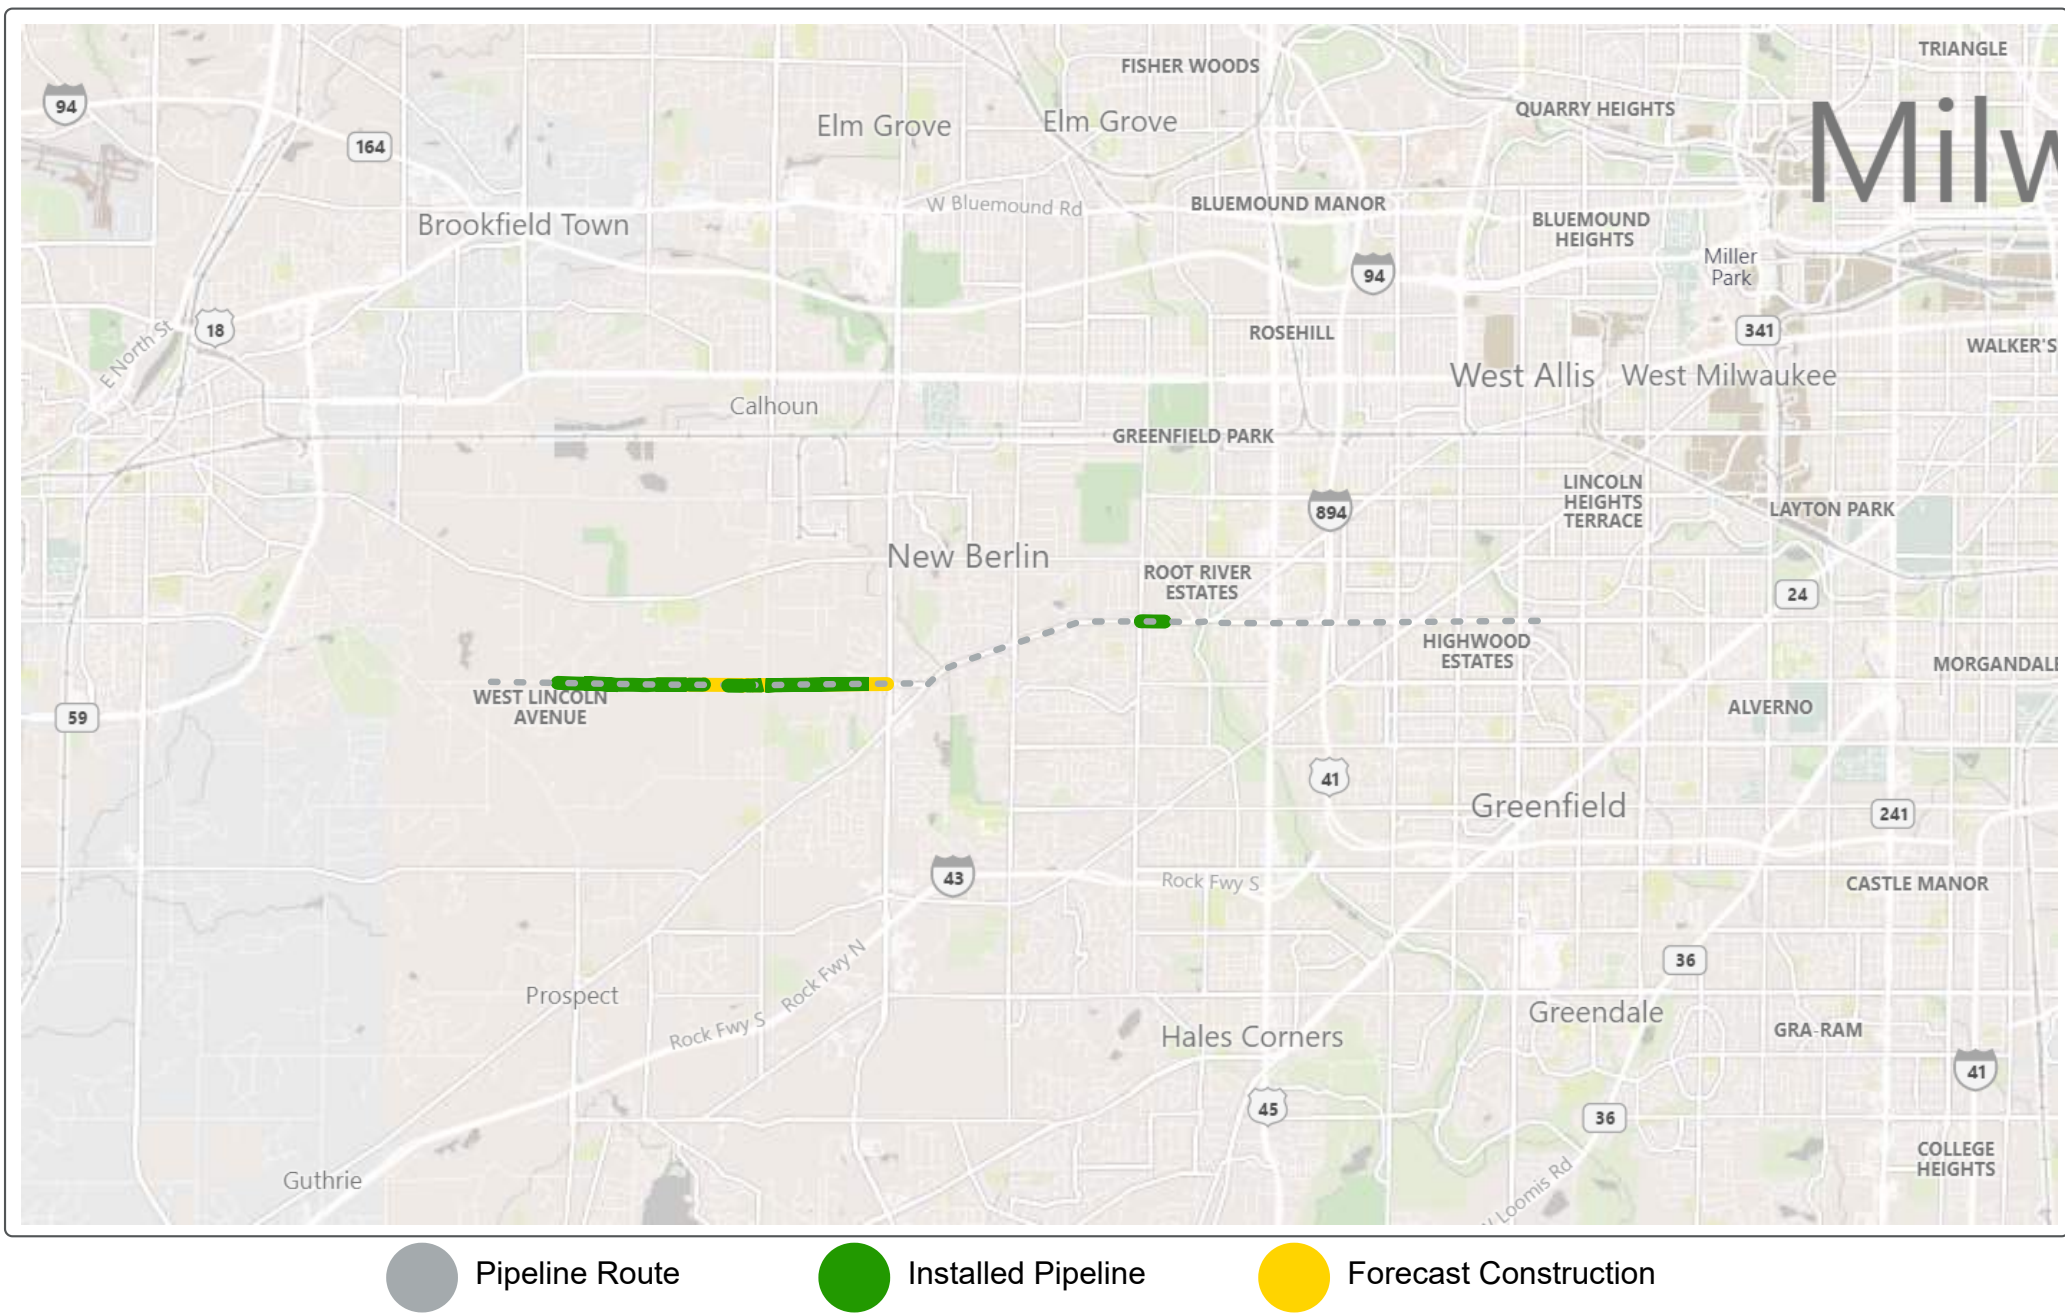 TRIANGLE
FISHER WOODS
94
QUARRY HEIGHTS
Elm Grove
Elm Grove
Milw
164
W Bluemound Rd
BLUEMOUND MANOR
Brookfield Town
BLUEMOUND
HEIGHTS
Miller
Park
94
18
E North St
ROSEHILL
341
WALKER'S
West Allis
West Milwaukee
Calhoun
GREENFIELD PARK
LINCOLN
HEIGHTS
TERRACE
894
LAYTON PARK
New Berlin
ROOT RIVER
ESTATES
24
HIGHWOOD
ESTATES
MORGANDALE
WEST LINCOLN
AVENUE
59
ALVERNO
41
Greenfield
241
43
Rock Fwy S
CASTLE MANOR
Rock Fwy N
36
Prospect
Rock Fwy S
Greendale
Hales Corners
GRA-RAM
41
45
36
COLLEGE
HEIGHTS
Guthrie
W Loomis Rd
Pipeline Route
Installed Pipeline
Forecast Construction